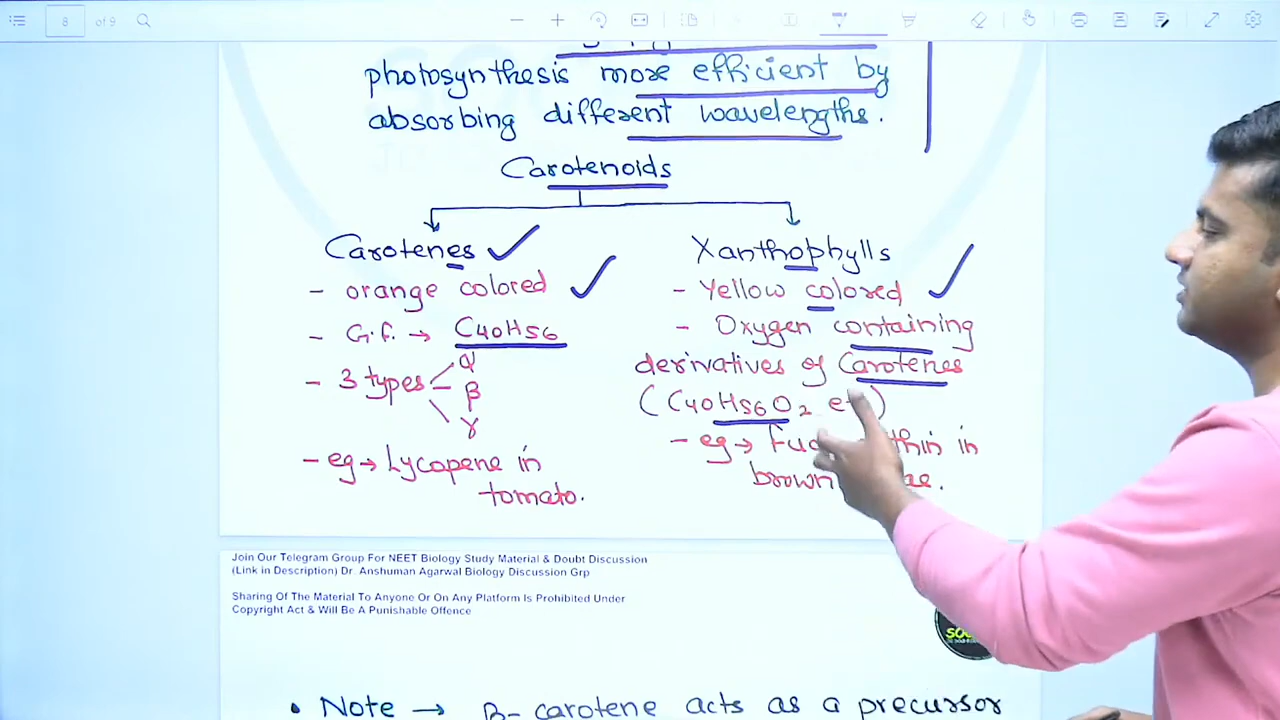 8 of 9
photosynthesis more efficient by
absorbing different wavelengths.
Carotenoids
Carotenes
- orange colored
- G.f. → C40H56
- 3 types α
β
γ
- eg → Lycopene in
tomato.
Xanthophylls
- Yellow colored
- Oxygen containing
derivatives of Carotenes
(C40H56O2 )
- eg → in
brown
Join Our Telegram Group For NEET Biology Study Material & Doubt Discussion
(Link in Description) Dr. Anshuman Agarwal Biology Discussion Grp
Sharing Of The Material To Anyone Or On Any Platform Is Prohibited Under
Copyright Act & Will Be A Punishable Offence
• Note → β- carotene acts as a precursor